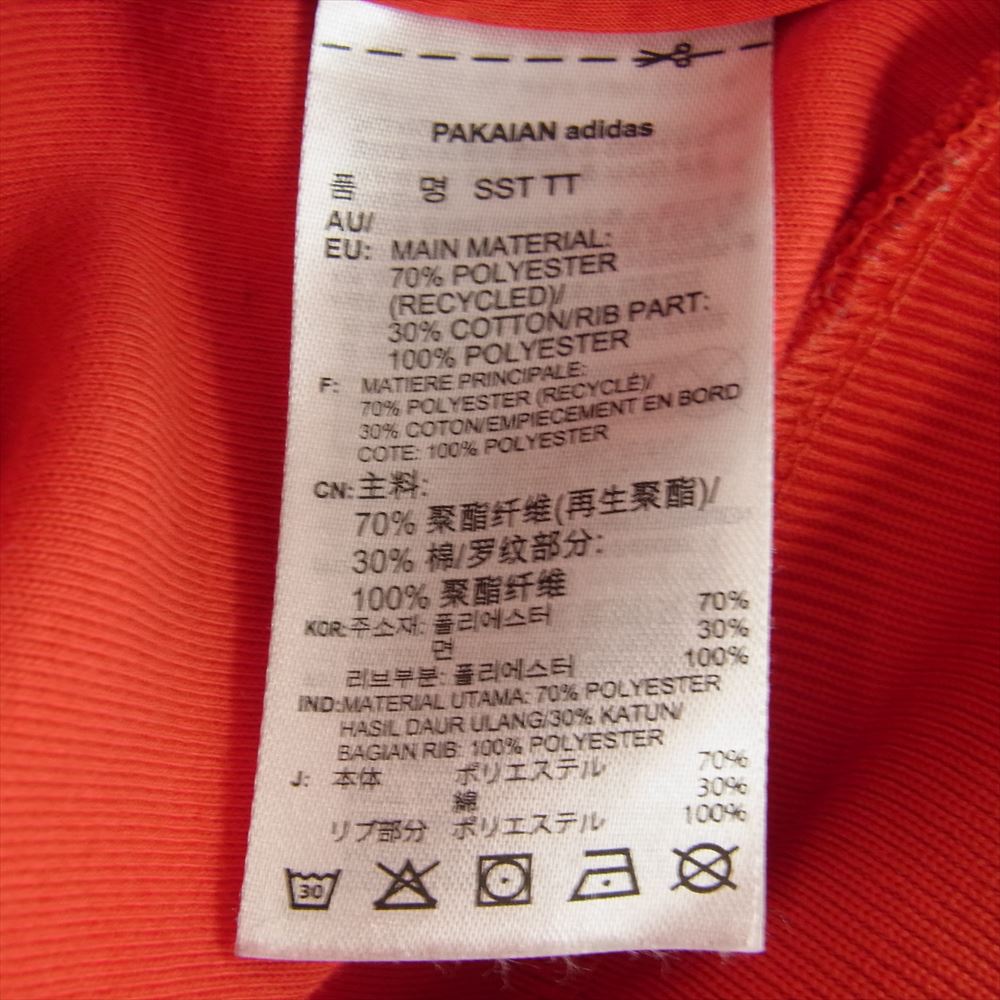 PAKAIAN adidas
품 명 SST TT
AU/
EU: MAIN MATERIAL:
70% POLYESTER
(RECYCLED)/
30% COTTON/RIB PART:
100% POLYESTER
F: MATIERE PRINCIPALE:
70% POLYESTER (RECYCLÉ)/
30% COTON/EMPIECEMENT EN BORD
COTE: 100% POLYESTER
CN: 主料:
70% 聚酯纤维(再生聚酯)/
30% 棉/罗纹部分:
100% 聚酯纤维
KOR: 주소재: 폴리에스터 70%
면 30%
리브부분: 폴리에스터 100%
IND: MATERIAL UTAMA: 70% POLYESTER
HASIL DAUR ULANG/30% KATUN/
BAGIAN RIB: 100% POLYESTER
J: 本体 ポリエステル 70%
綿 30%
リブ部分 ポリエステル 100%
30